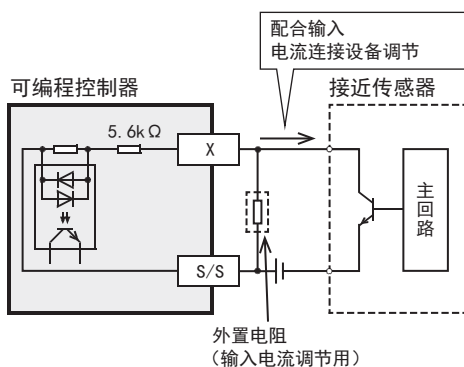 配合输入
电流连接设备调节
可编程控制器
接近传感器
5.6kΩ
X
主回路
S/S
外置电阻
（输入电流调节用）